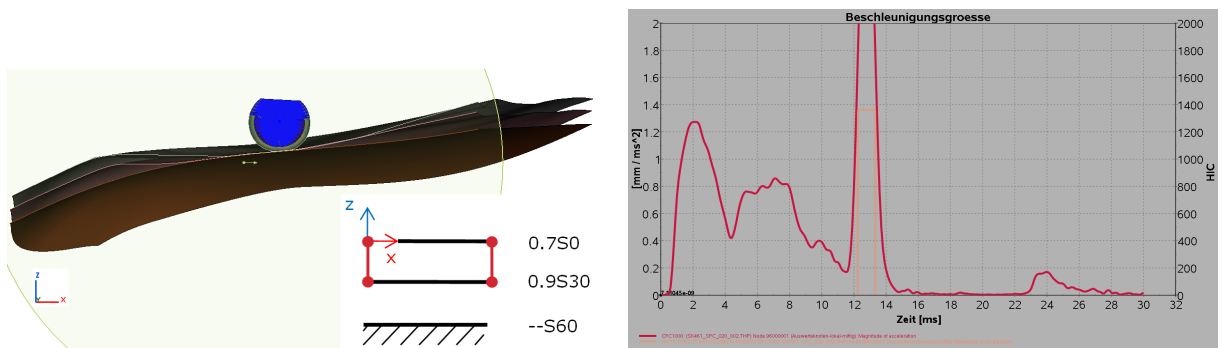 z
x
0.7S0
0.9S30
--S60
z
Y
x
Beschleunigungsgroesse
2
1.8
1.6
1.4
1.2
1
0.8
0.6
0.4
0.2
0
[mm / ms^2]
2000
1800
1600
1400
1200
1000
800
600
400
200
0
HIC
0 2 4 6 8 10 12 14 16 18 20 22 24 26 28 30 32
Zeit [ms]
Magnitude of acceleration